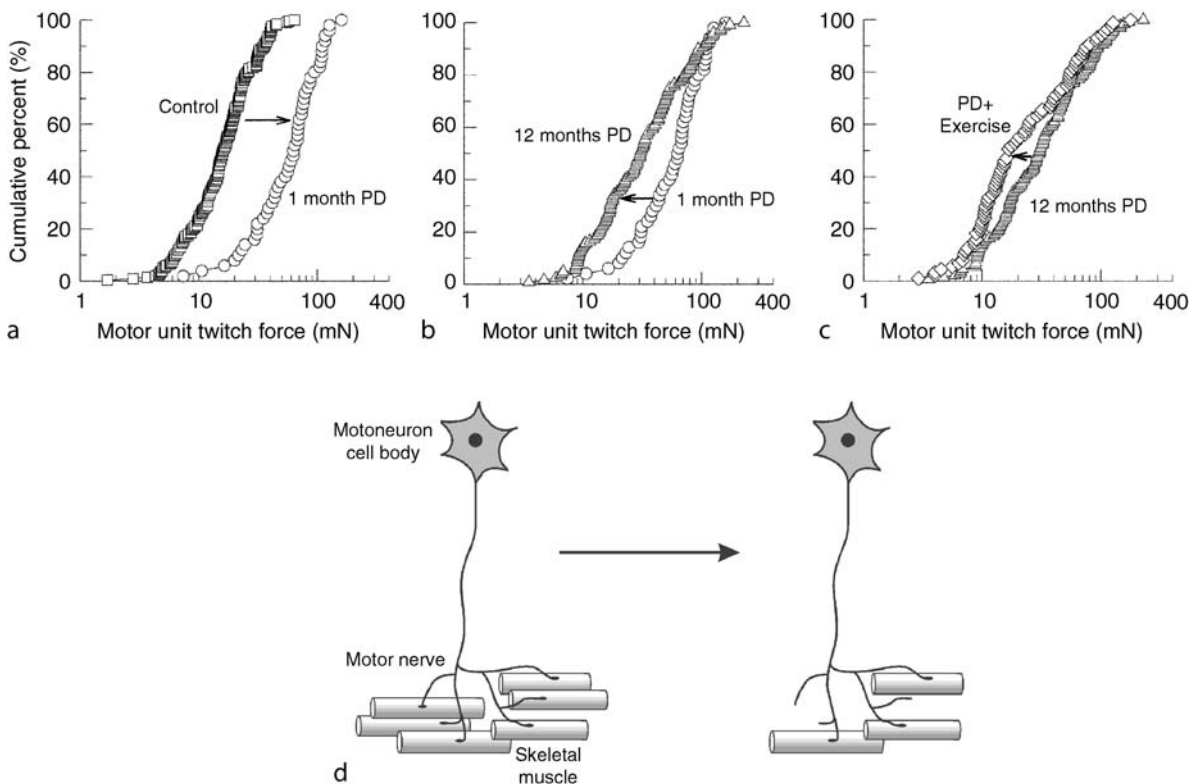 Cumulative percent (%)
100
80
60
40
20
0
Control
1 month PD
1 10 100 400
Motor unit twitch force (mN)
a
100
80
60
40
20
0
12 months PD
1 month PD
1 10 100 400
Motor unit twitch force (mN)
b
100
80
60
40
20
0
PD+
Exercise
12 months PD
1 10 100 400
Motor unit twitch force (mN)
c
Motoneuron
cell body
Motor nerve
Skeletal
muscle
d